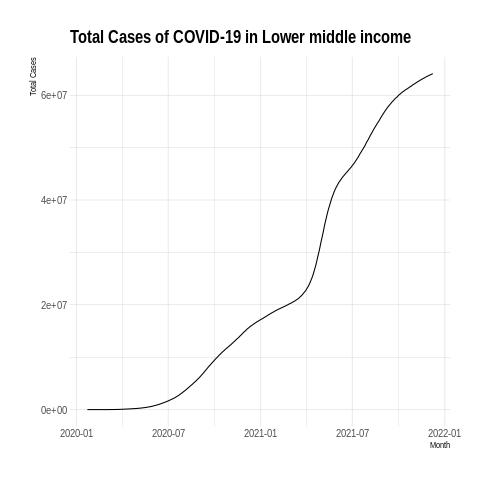 Total Cases of COVID-19 in Lower middle income
Total Cases
6e+07
4e+07
2e+07
0e+00
2020-01 2020-07 2021-01 2021-07 2022-01
Month